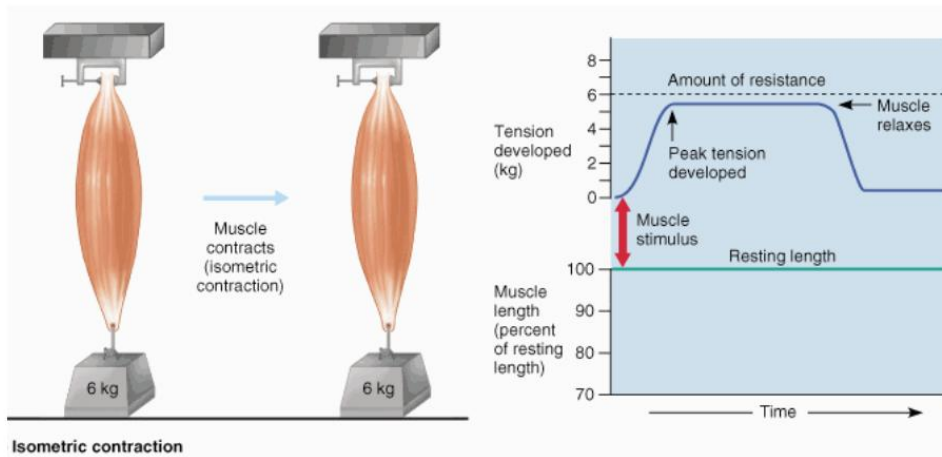 6 kg
Muscle
contracts
(isometric
contraction)
6 kg
Isometric contraction
Tension
developed
(kg)
8
6
4
2
0
Amount of resistance
Muscle
relaxes
Peak tension
developed
Muscle
stimulus
Resting length
Muscle
length
(percent
of resting
length)
100
90
80
70
Time